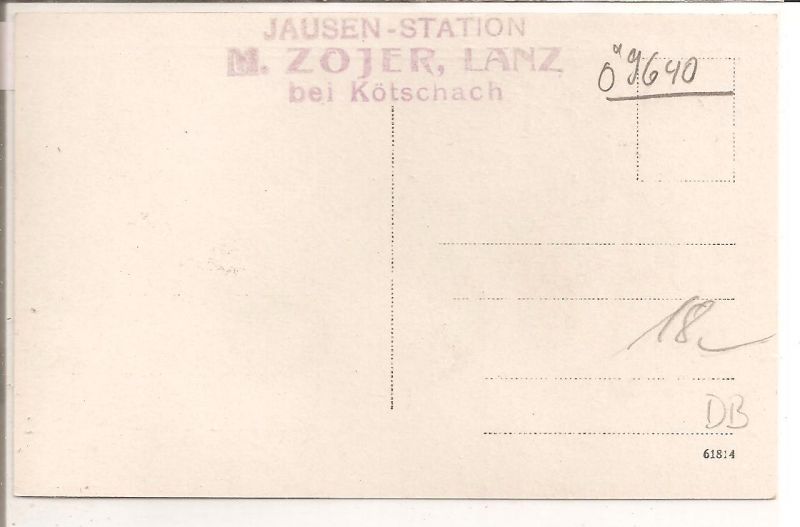 JAUSEN-STATION
M. ZOJER, LANZ
bei Kötschach
Ö 9640
18,-
DB
61814